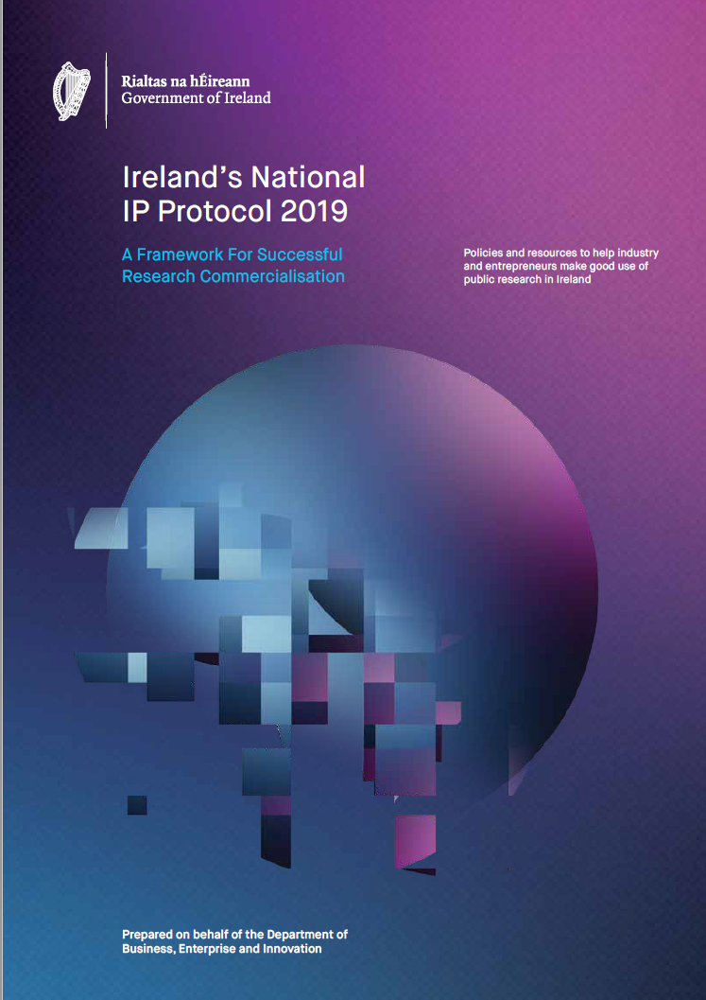 Rialtas na hÉireann
Government of Ireland
Ireland's National
IP Protocol 2019
A Framework For Successful
Research Commercialisation
Policies and resources to help industry
and entrepreneurs make good use of
public research in Ireland
Prepared on behalf of the Department of
Business, Enterprise and Innovation